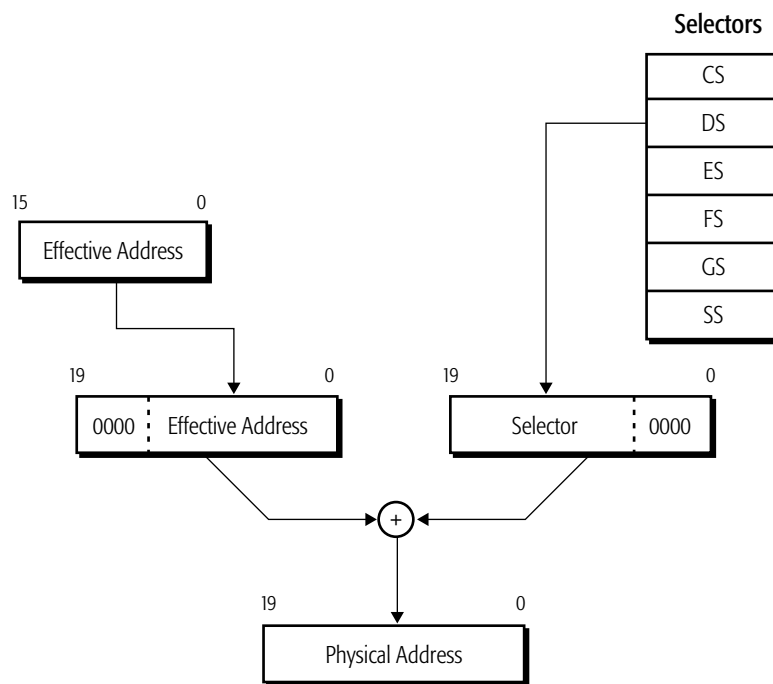 Selectors
CS
DS
ES
FS
GS
SS
15 0
Effective Address
19 0
0000 Effective Address
19 0
Selector 0000
+
19 0
Physical Address